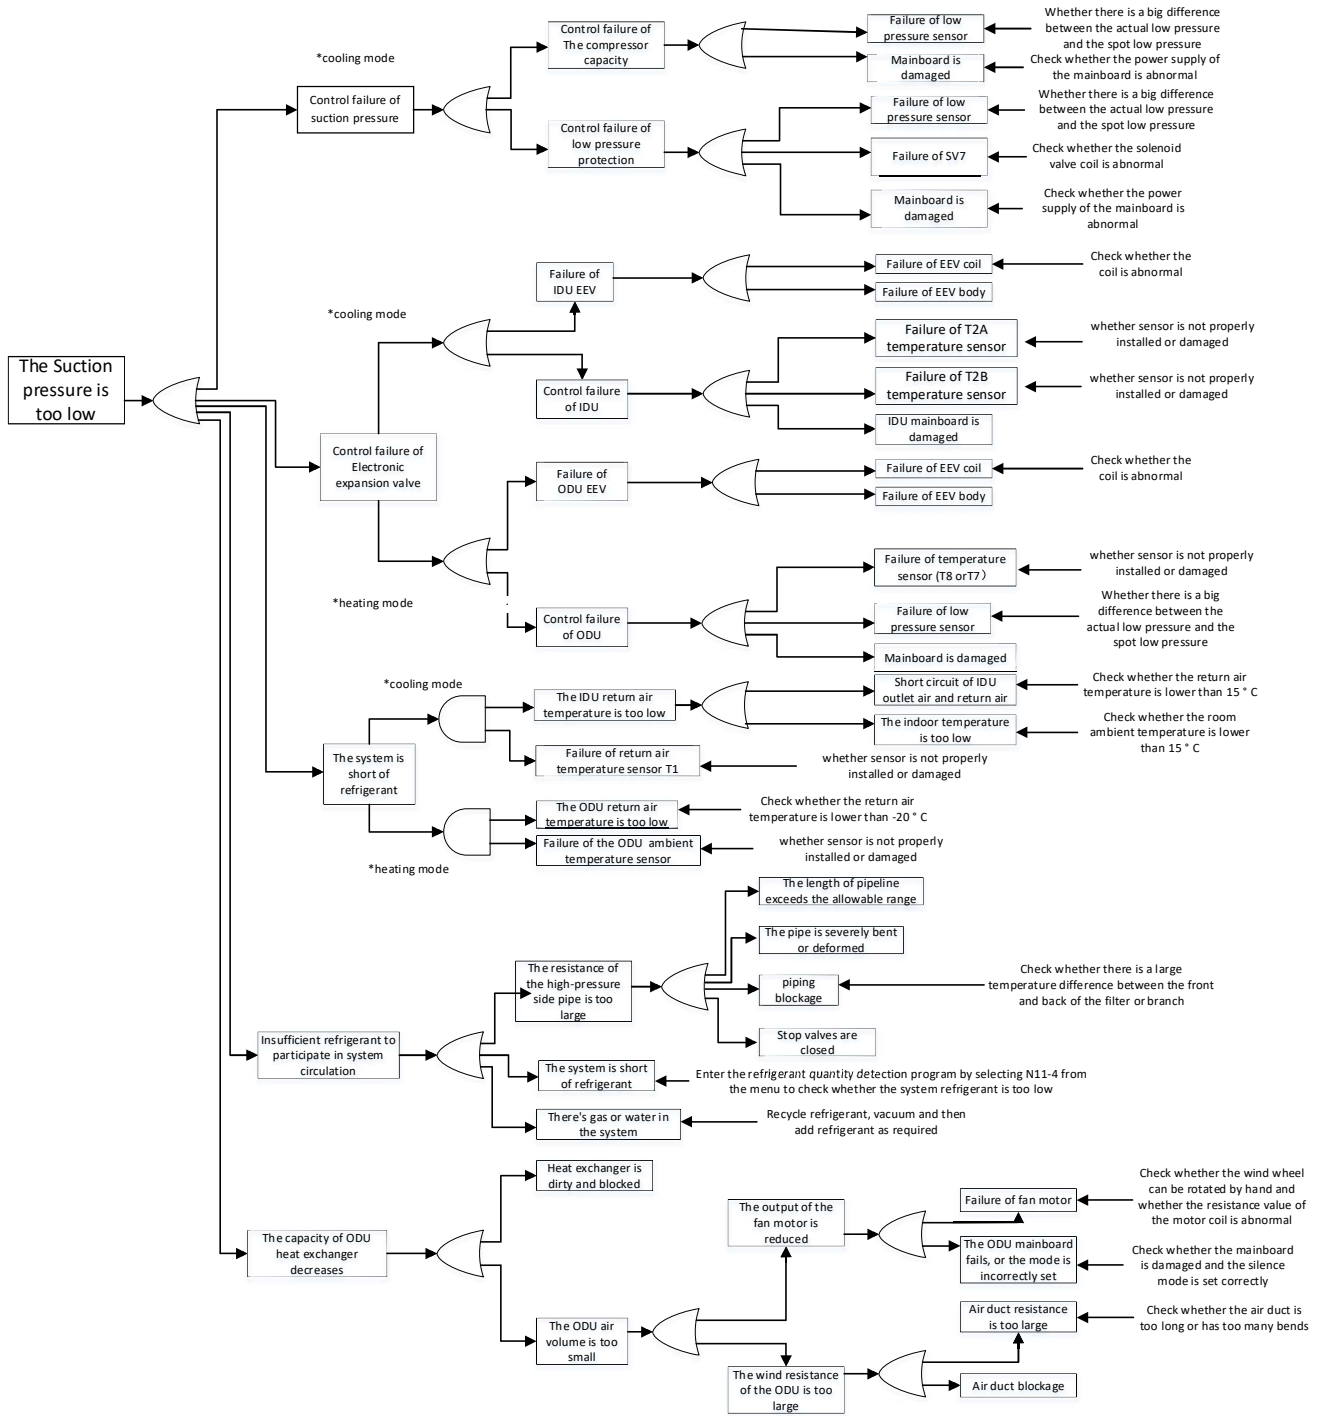 The Suction
pressure is
too low
*cooling mode
Control failure of
suction pressure
Control failure of
The compressor
capacity
Failure of low
pressure sensor
Whether there is a big difference
between the actual low pressure
and the spot low pressure
Mainboard is
damaged
Check whether the power supply of
the mainboard is abnormal
Control failure of
low pressure
protection
Failure of low
pressure sensor
Whether there is a big difference
between the actual low pressure
and the spot low pressure
Failure of SV7
Check whether the solenoid
valve coil is abnormal
Mainboard is
damaged
Check whether the power
supply of the mainboard is
abnormal
Control failure of
Electronic
expansion valve
*cooling mode
Failure of
IDU EEV
Failure of EEV coil
Check whether the
coil is abnormal
Failure of EEV body
Control failure
of IDU
Failure of T2A
temperature sensor
whether sensor is not properly
installed or damaged
Failure of T2B
temperature sensor
whether sensor is not properly
installed or damaged
IDU mainboard is
damaged
*heating mode
Failure of
ODU EEV
Failure of EEV coil
Check whether the
coil is abnormal
Failure of EEV body
Control failure
of ODU
Failure of temperature
sensor (T8 orT7)
whether sensor is not properly
installed or damaged
Failure of low
pressure sensor
Whether there is a big
difference between the
actual low pressure and the
spot low pressure
Mainboard is damaged
The system is
short of
refrigerant
*cooling mode
The IDU return air
temperature is too low
Short circuit of IDU
outlet air and return air
Check whether the return air
temperature is lower than 15 ° C
The indoor temperature
is too low
Check whether the room
ambient temperature is lower
than 15 ° C
Failure of return air
temperature sensor T1
whether sensor is not properly
installed or damaged
*heating mode
The ODU return air
temperature is too low
Check whether the return air
temperature is lower than -20 ° C
Failure of the ODU ambient
temperature sensor
whether sensor is not properly
installed or damaged
Insufficient refrigerant to
participate in system
circulation
The resistance of
the high-pressure
side pipe is too
large
The length of pipeline
exceeds the allowable range
The pipe is severely bent
or deformed
piping
blockage
Check whether there is a large
temperature difference between the front
and back of the filter or branch
Stop valves are
closed
The system is short
of refrigerant
Enter the refrigerant quantity detection program by selecting N11-4 from
the menu to check whether the system refrigerant is too low
There's gas or water in
the system
Recycle refrigerant, vacuum and then
add refrigerant as required
The capacity of ODU
heat exchanger
decreases
Heat exchanger is
dirty and blocked
The ODU air
volume is too
small
The output of the
fan motor is
reduced
Failure of fan motor
Check whether the wind wheel
can be rotated by hand and
whether the resistance value of
the motor coil is abnormal
The ODU mainboard
fails, or the mode is
incorrectly set
Check whether the mainboard
is damaged and the silence
mode is set correctly
The wind resistance
of the ODU is too
large
Air duct resistance
is too large
Check whether the air duct is
too long or has too many bends
Air duct blockage